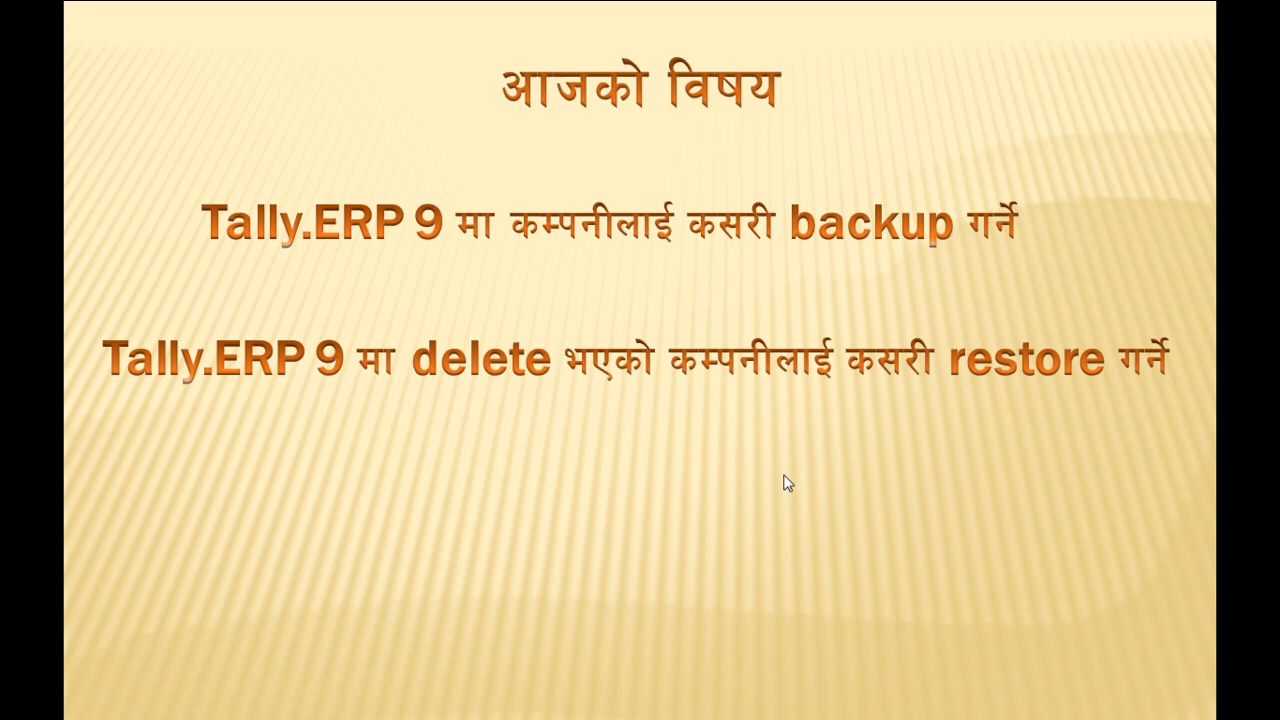 आजको विषय
Tally.ERP 9 मा कम्पनीलाई कसरी backup गर्ने
Tally.ERP 9 मा delete भएको कम्पनीलाई कसरी restore गर्ने